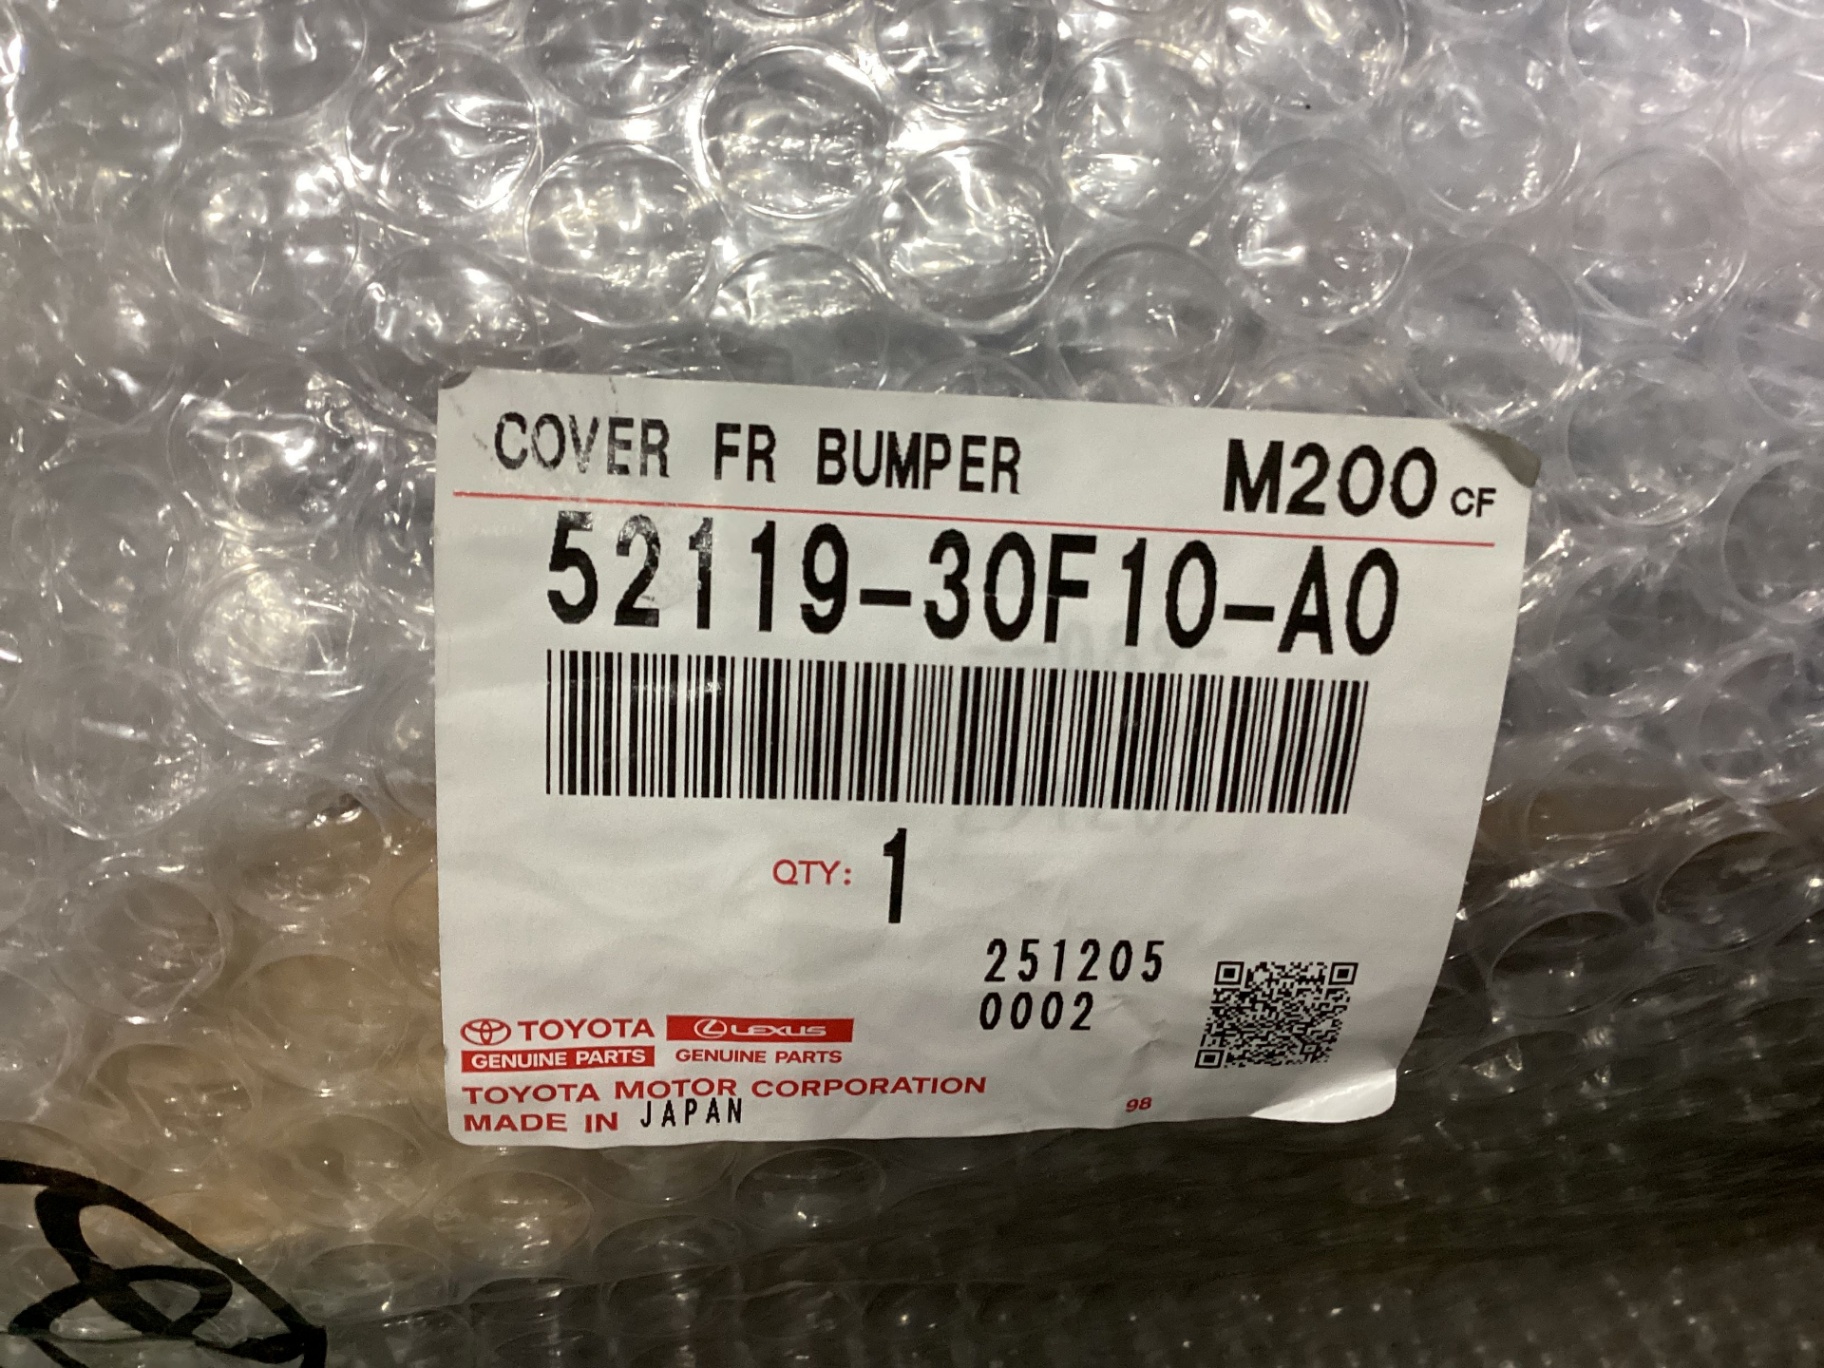 COVER FR BUMPER M200 CF
52119-30F10-A0
QTY: 1
251205
0002
TOYOTA LEXUS
GENUINE PARTS GENUINE PARTS
TOYOTA MOTOR CORPORATION
MADE IN JAPAN
98